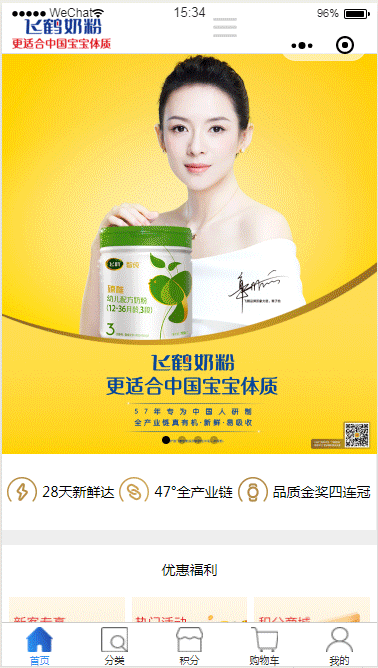 WeChat
15:34
96%
飞鹤奶粉
更适合中国宝宝体质
飞鹤
臻稚
幼儿配方奶粉
(12-36月龄,3段)
3
飞鹤奶粉
更适合中国宝宝体质
57年专为中国人研制
全产业链真有机·新鲜·易吸收
28天新鲜达
47°全产业链
品质金奖四连冠
优惠福利
新客专享
热门活动
积分商城
首页
分类
积分
购物车
我的